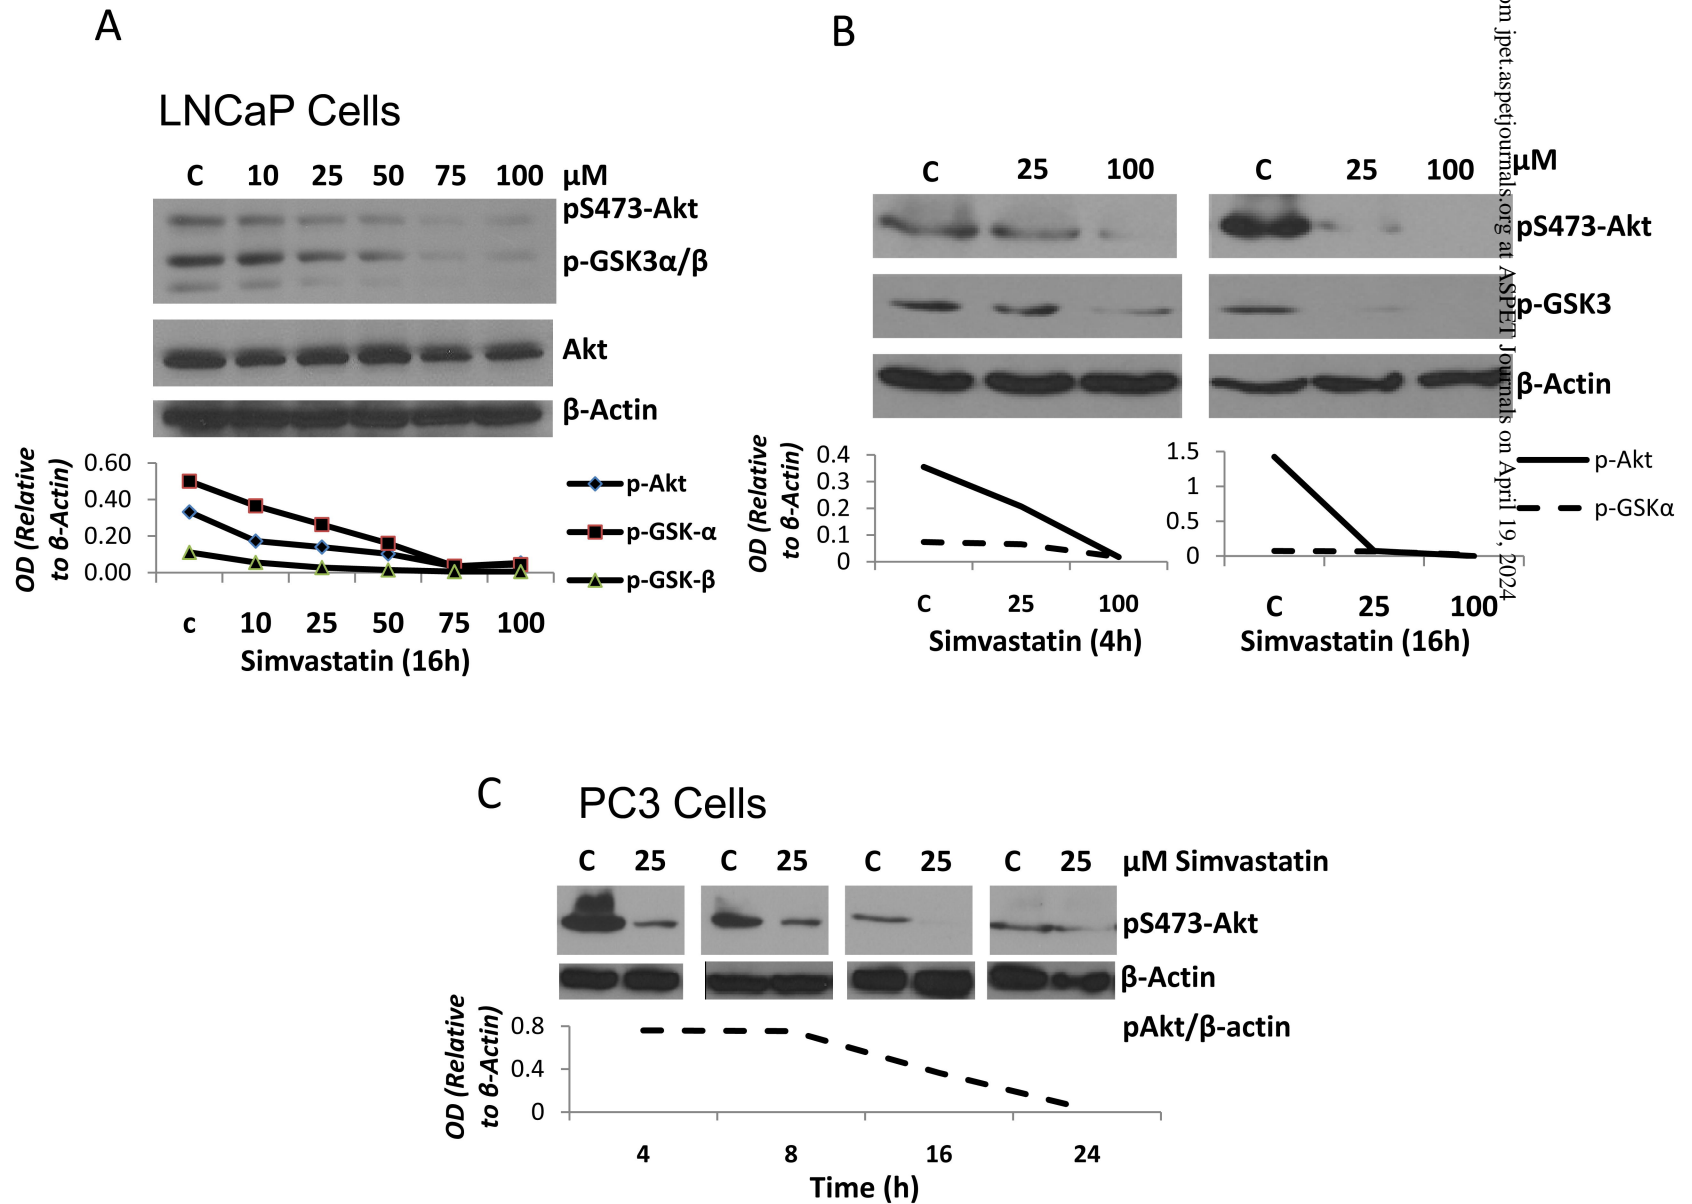 A
LNCaP Cells
C 10 25 50 75 100 µM
pS473-Akt
p-GSK3α/β
Akt
β-Actin
OD (Relative
to β-Actin)
0.60
0.40
0.20
0.00
p-Akt
p-GSK-α
p-GSK-β
c 10 25 50 75 100
Simvastatin (16h)
B
C 25 100 C 25 100 µM
pS473-Akt
p-GSK3
β-Actin
OD (Relative
to β-Actin)
0.4
0.3
0.2
0.1
0
C 25 100
Simvastatin (4h)
1.5
1
0.5
0
p-Akt
p-GSKα
C 25 100
Simvastatin (16h)
om jpet.aspetjournals.org at ASPET Journals on April 19, 2024
C
PC3 Cells
C 25 C 25 C 25 C 25 µM Simvastatin
pS473-Akt
β-Actin
pAkt/β-actin
OD (Relative
to β-Actin)
0.8
0.4
0
4 8 16 24
Time (h)